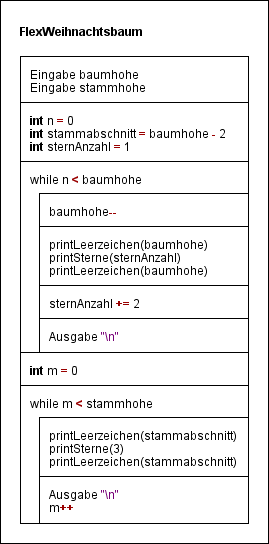 FlexWeihnachtsbaum
Eingabe baumhohe
Eingabe stammhohe
int n = 0
int stammabschnitt = baumhohe - 2
int sternAnzahl = 1
while n < baumhohe
baumhohe--
printLeerzeichen(baumhohe)
printSterne(sternAnzahl)
printLeerzeichen(baumhohe)
sternAnzahl += 2
Ausgabe "\n"
int m = 0
while m < stammhohe
printLeerzeichen(stammabschnitt)
printSterne(3)
printLeerzeichen(stammabschnitt)
Ausgabe "\n"
m++